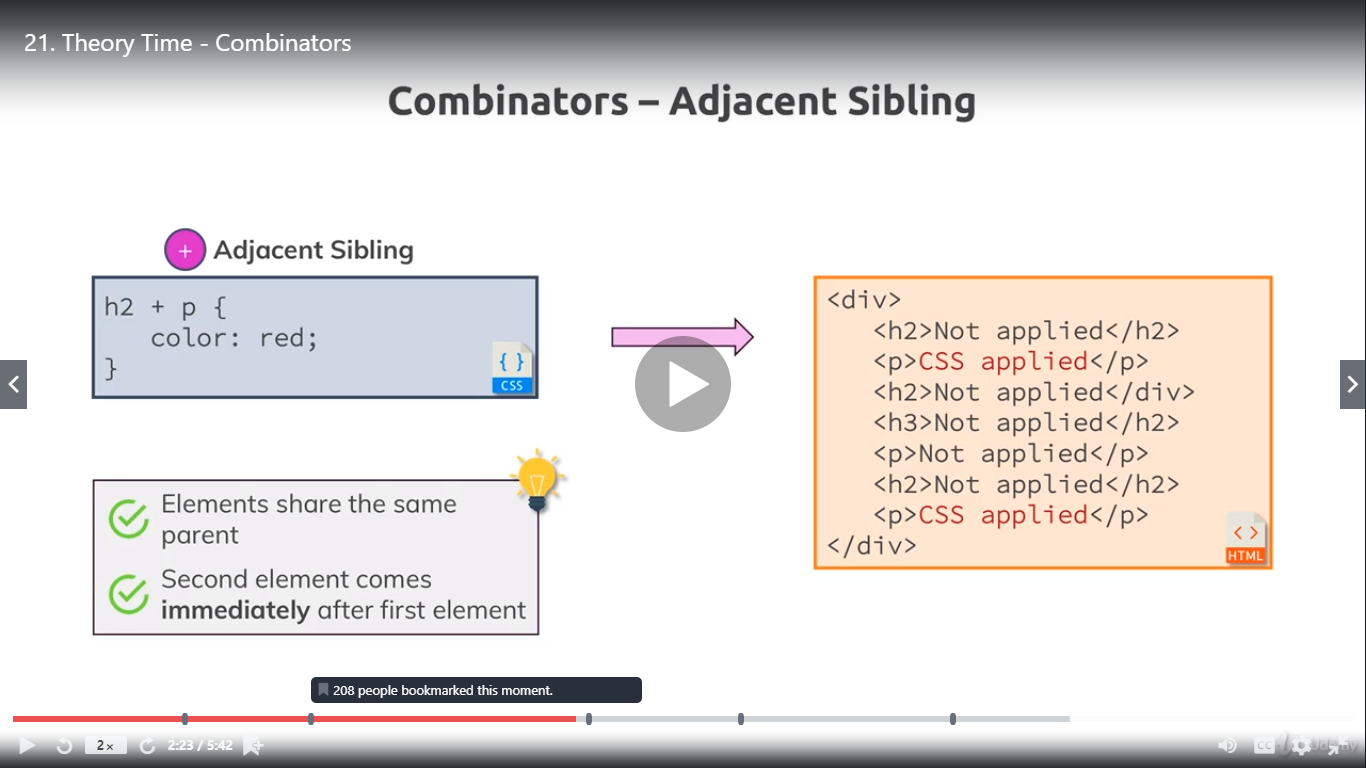 21. Theory Time - Combinators
Combinators – Adjacent Sibling
+ Adjacent Sibling
h2 + p {
color: red;
}
{ }
CSS
<div>
<h2>Not applied</h2>
<p>CSS applied</p>
<h2>Not applied</div>
<h3>Not applied</h2>
<p>Not applied</p>
<h2>Not applied</h2>
<p>CSS applied</p>
</div>
< >
HTML
Elements share the same
parent
Second element comes
immediately after first element
208 people bookmarked this moment.
2x
2:23 / 5:42
CC